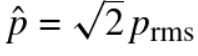 p̂ = √2 p_rms